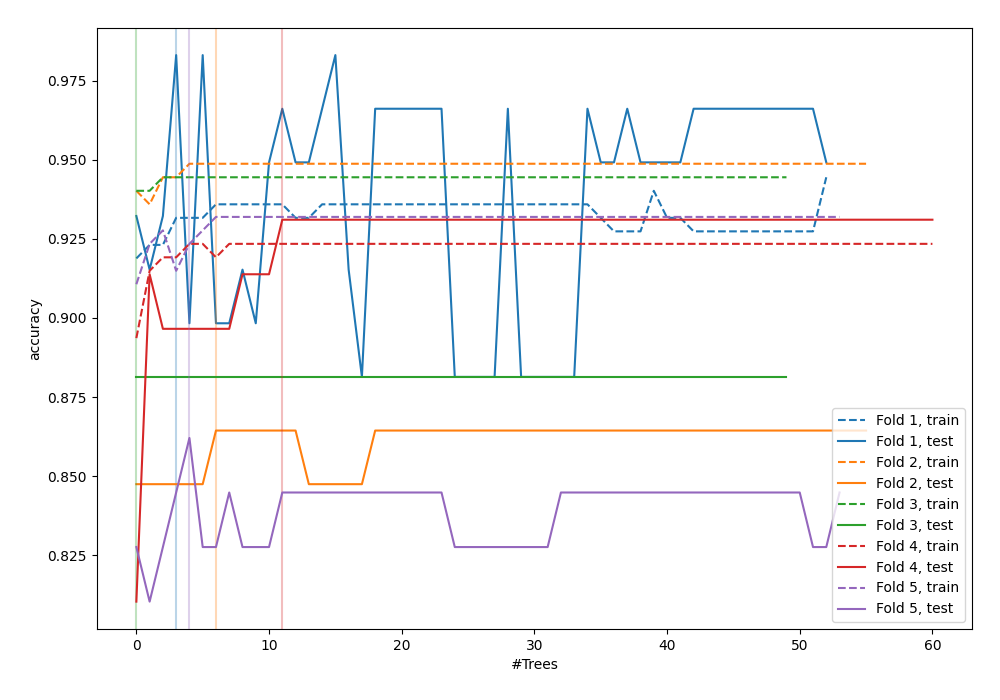 0.975
0.950
0.925
0.900
0.875
0.850
0.825
accuracy
0 10 20 30 40 50 60
#Trees
Fold 1, train
Fold 1, test
Fold 2, train
Fold 2, test
Fold 3, train
Fold 3, test
Fold 4, train
Fold 4, test
Fold 5, train
Fold 5, test